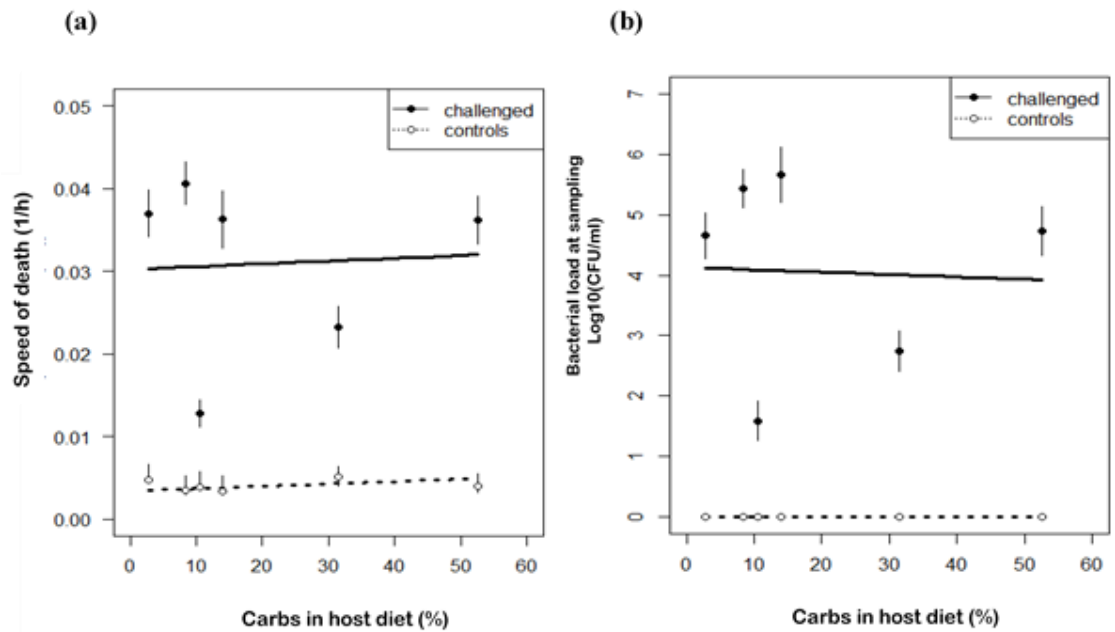 (a)
Speed of death (1/h)
0.05
0.04
0.03
0.02
0.01
0.00
challenged
controls
0 10 20 30 40 50 60
Carbs in host diet (%)
(b)
Bacterial load at sampling
Log10(CFU/ml)
7
6
5
4
3
2
1
0
challenged
controls
0 10 20 30 40 50 60
Carbs in host diet (%)